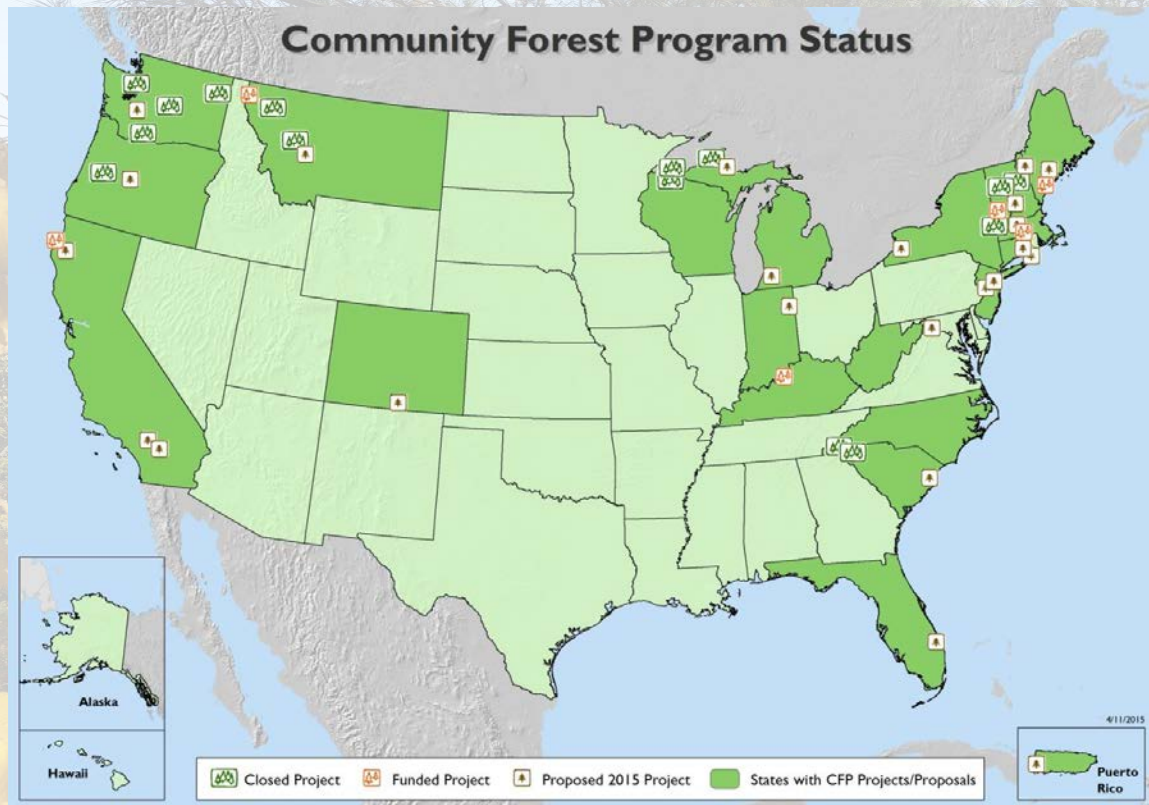 Community Forest Program Status
Alaska
Hawaii
4/11/2015
Puerto
Rico
Closed Project
Funded Project
Proposed 2015 Project
States with CFP Projects/Proposals